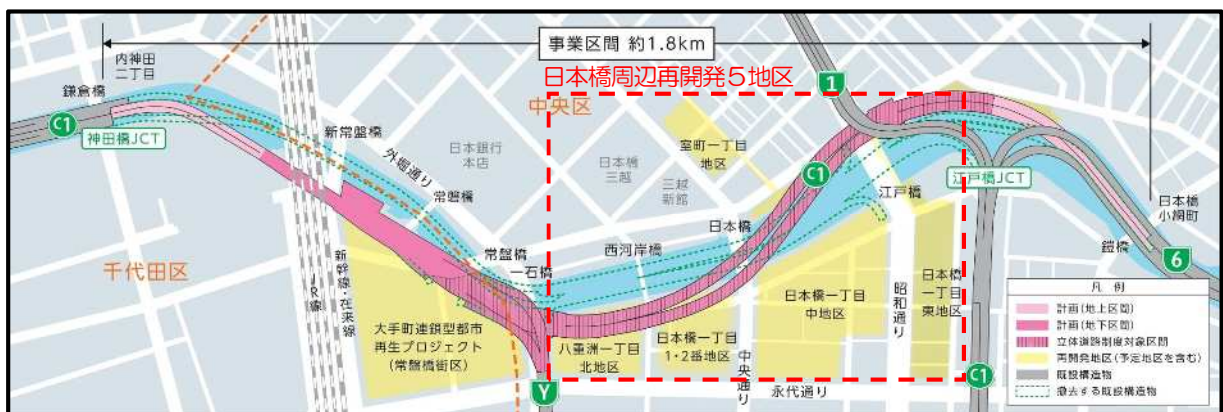 事業区間 約1.8km
内神田
二丁目
日本橋周辺再開発5地区
1
鎌倉橋
中央区
C1
神田橋JCT
新常盤橋
外堀通り
日本銀行
本店
日本橋
三越
室町一丁目
地区
三越
新館
C1
江戸橋
江戸橋JCT
常磐橋
日本橋
日本橋
小網町
千代田区
常盤橋
一石橋
西河岸橋
鎧橋
6
JR線
新幹線・在来線
大手町連鎖型都市
再生プロジェクト
(常盤橋街区)
八重洲一丁目
北地区
日本橋一丁目
1・2番地区
中央通り
日本橋一丁目
中地区
昭和通り
日本橋
一丁目
東地区
Y
永代通り
C1
凡 例
計画(地上区間)
計画(地下区間)
立体道路制度対象区間
再開発地区(予定地区を含む)
既設構造物
撤去する既設構造物